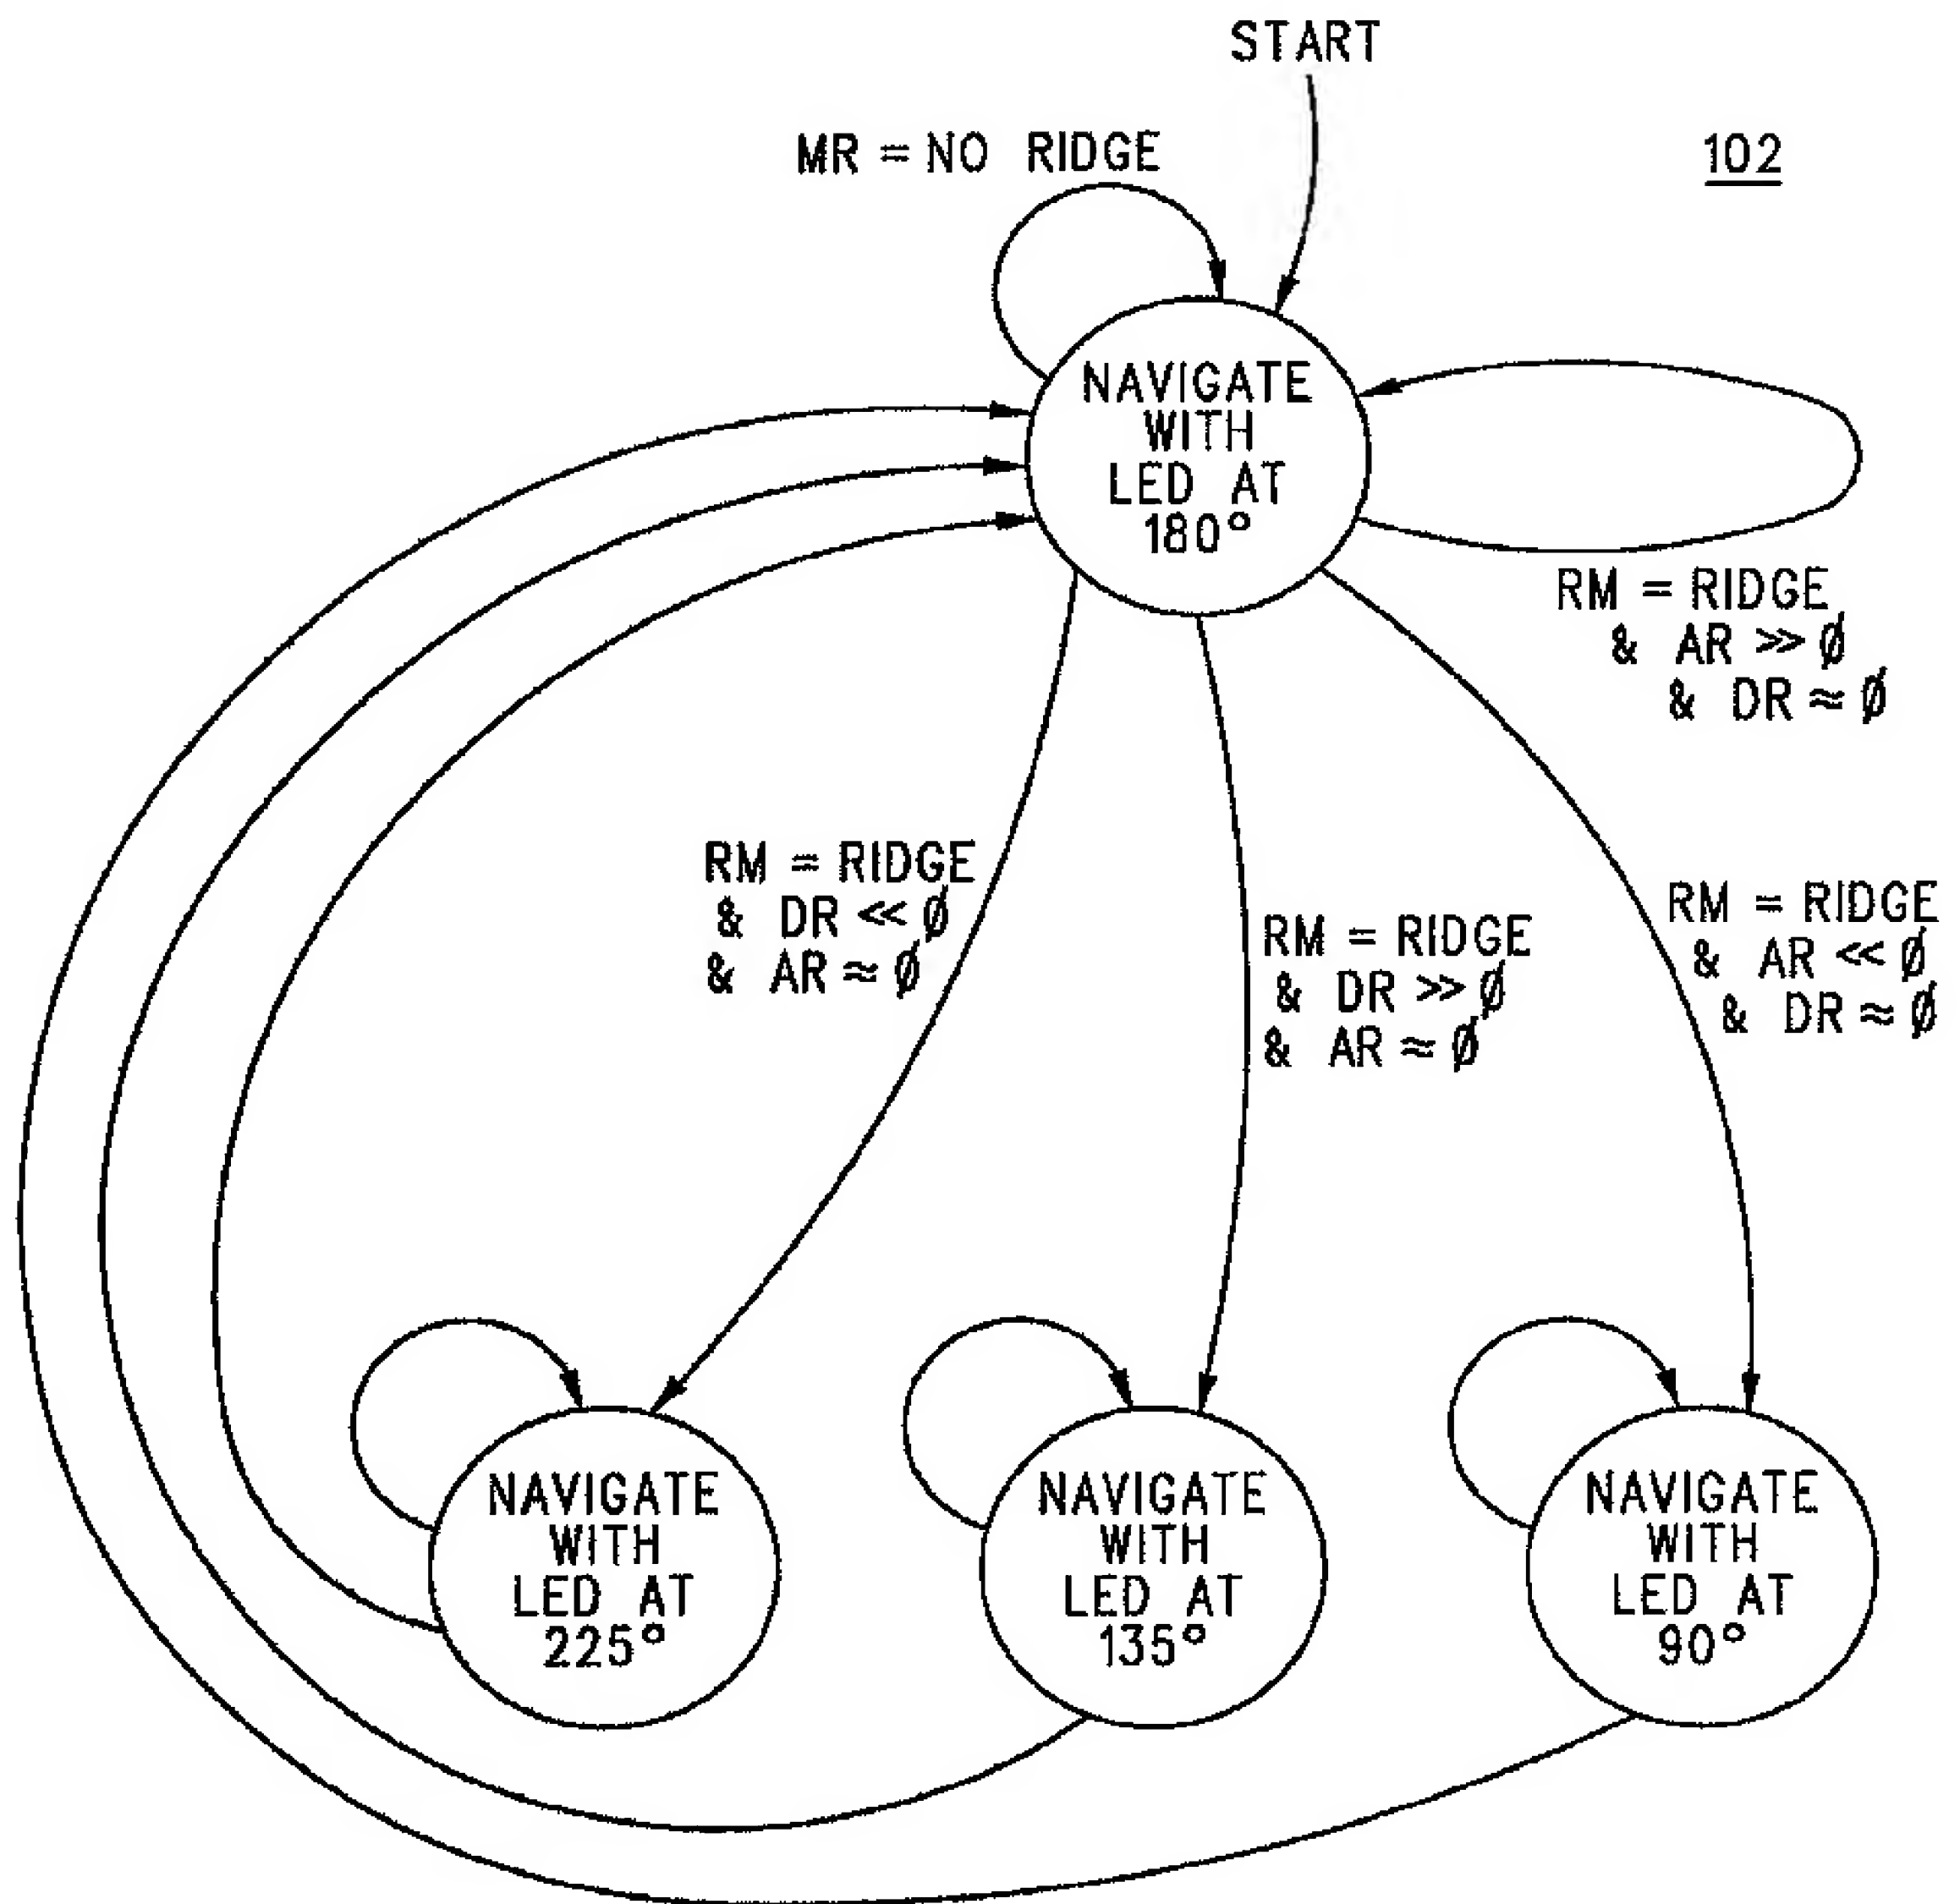 START
MR = NO RIDGE
102
NAVIGATE
WITH
LED AT
180°
RM = RIDGE
& AR >> Ø
& DR ≈ Ø
RM = RIDGE
& DR << Ø
& AR ≈ Ø
RM = RIDGE
& DR >> Ø
& AR ≈ Ø
RM = RIDGE
& AR << Ø
& DR ≈ Ø
NAVIGATE
WITH
LED AT
225°
NAVIGATE
WITH
LED AT
135°
NAVIGATE
WITH
LED AT
90°